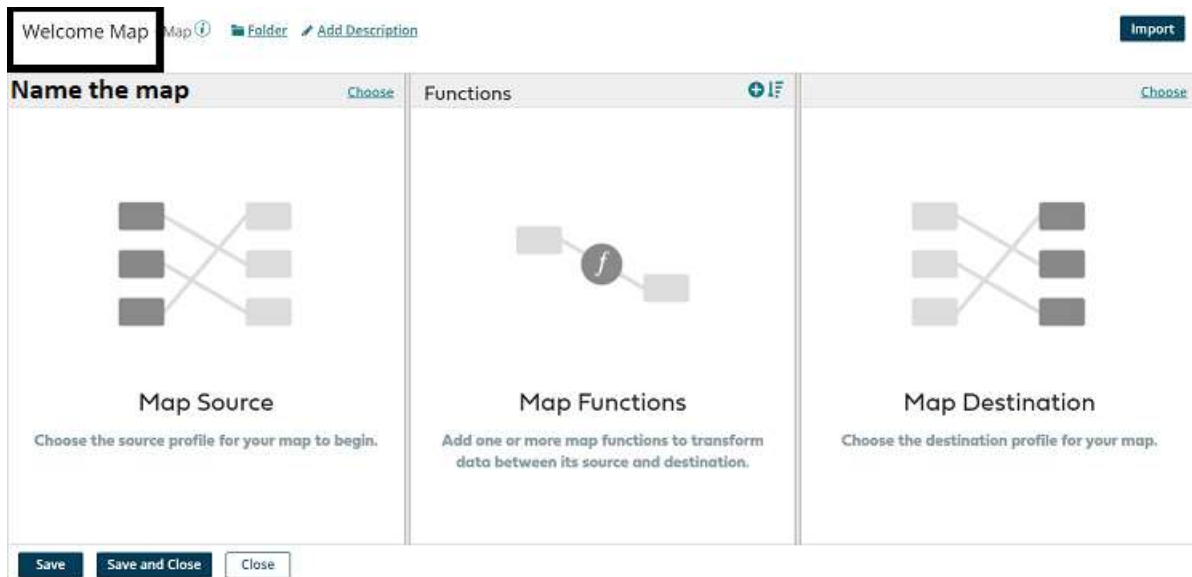 Welcome Map Map i Folder Add Description Import
Name the map Choose Functions Choose
f
Map Source Map Functions Map Destination
Choose the source profile for your map to begin. Add one or more map functions to transform Choose the destination profile for your map.
data between its source and destination.
Save Save and Close Close